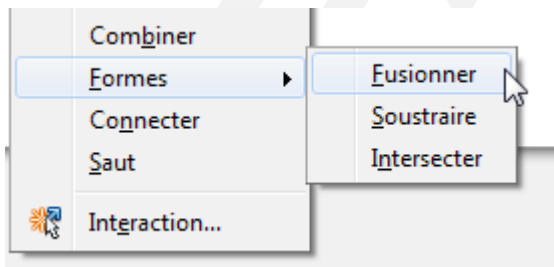 Combiner
Formes
Connecter
Saut
Interaction...
Fusionner
Soustraire
Intersecter